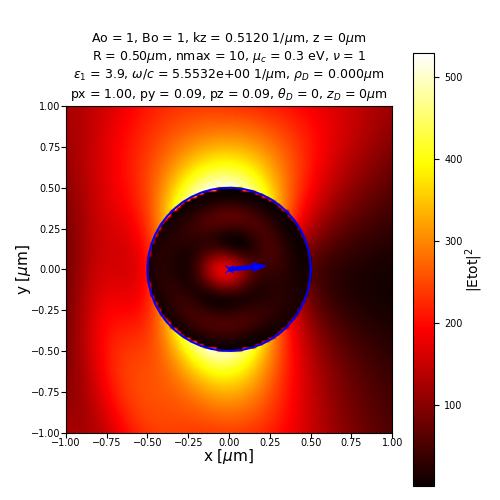 Ao = 1, Bo = 1, kz = 0.5120 1/μm, z = 0μm
R = 0.50μm, nmax = 10, μc = 0.3 eV, ν = 1
ε1 = 3.9, ω/c = 5.5532e+00 1/μm, ρD = 0.000μm
px = 1.00, py = 0.09, pz = 0.09, θD = 0, zD = 0μm
1.00
0.75
0.50
0.25
0.00
−0.25
−0.50
−0.75
−1.00
y [μm]
−1.00 −0.75 −0.50 −0.25 0.00 0.25 0.50 0.75 1.00
x [μm]
500
400
300
200
100
|Etot|²